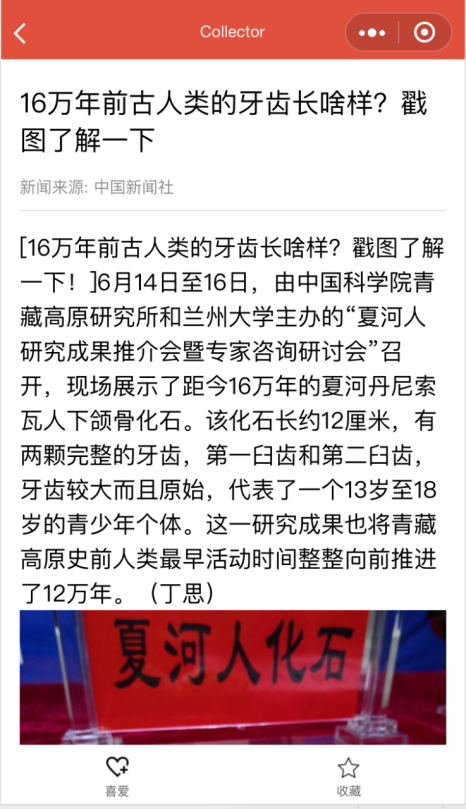 Collector
16万年前古人类的牙齿长啥样？戳
图了解一下
新闻来源: 中国新闻社
[16万年前古人类的牙齿长啥样？戳图了解
一下！]6月14日至16日，由中国科学院青
藏高原研究所和兰州大学主办的“夏河人
研究成果推介会暨专家咨询研讨会”召
开，现场展示了距今16万年的夏河丹尼索
瓦人下颌骨化石。该化石长约12厘米，有
两颗完整的牙齿，第一臼齿和第二臼齿，
牙齿较大而且原始，代表了一个13岁至18
岁的青少年个体。这一研究成果也将青藏
高原史前人类最早活动时间整整向前推进
了12万年。（丁思）
夏河人化石
喜爱
收藏